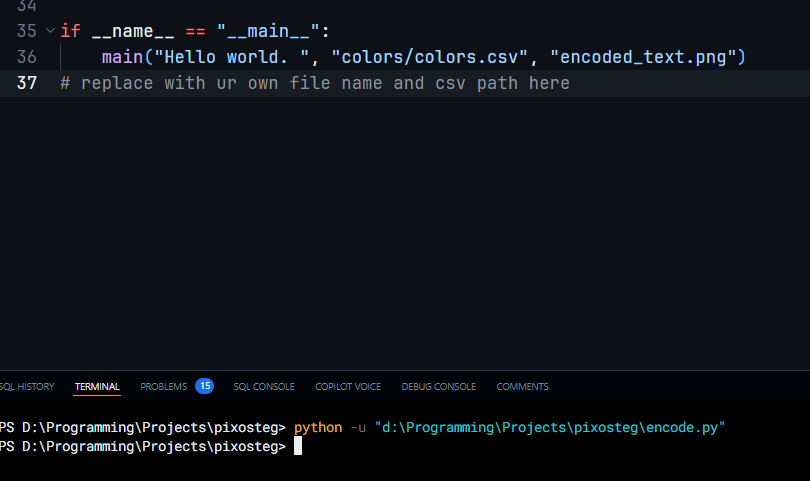 34
35 if __name__ == "__main__":
36 main("Hello world. ", "colors/colors.csv", "encoded_text.png")
37 # replace with ur own file name and csv path here
SQL HISTORY TERMINAL PROBLEMS 15 SQL CONSOLE COPILOT VOICE DEBUG CONSOLE COMMENTS
PS D:\Programming\Projects\pixosteg> python -u "d:\Programming\Projects\pixosteg\encode.py"
PS D:\Programming\Projects\pixosteg>